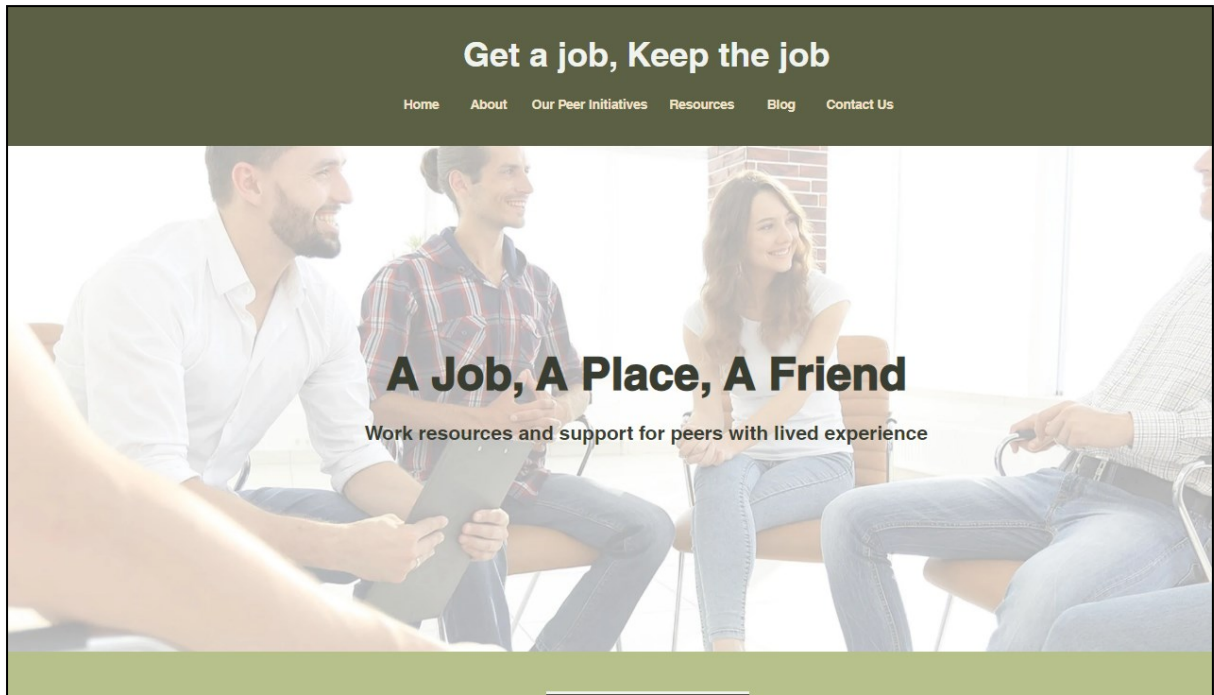 Get a job, Keep the job
Home About Our Peer Initiatives Resources Blog Contact Us
A Job, A Place, A Friend
Work resources and support for peers with lived experience